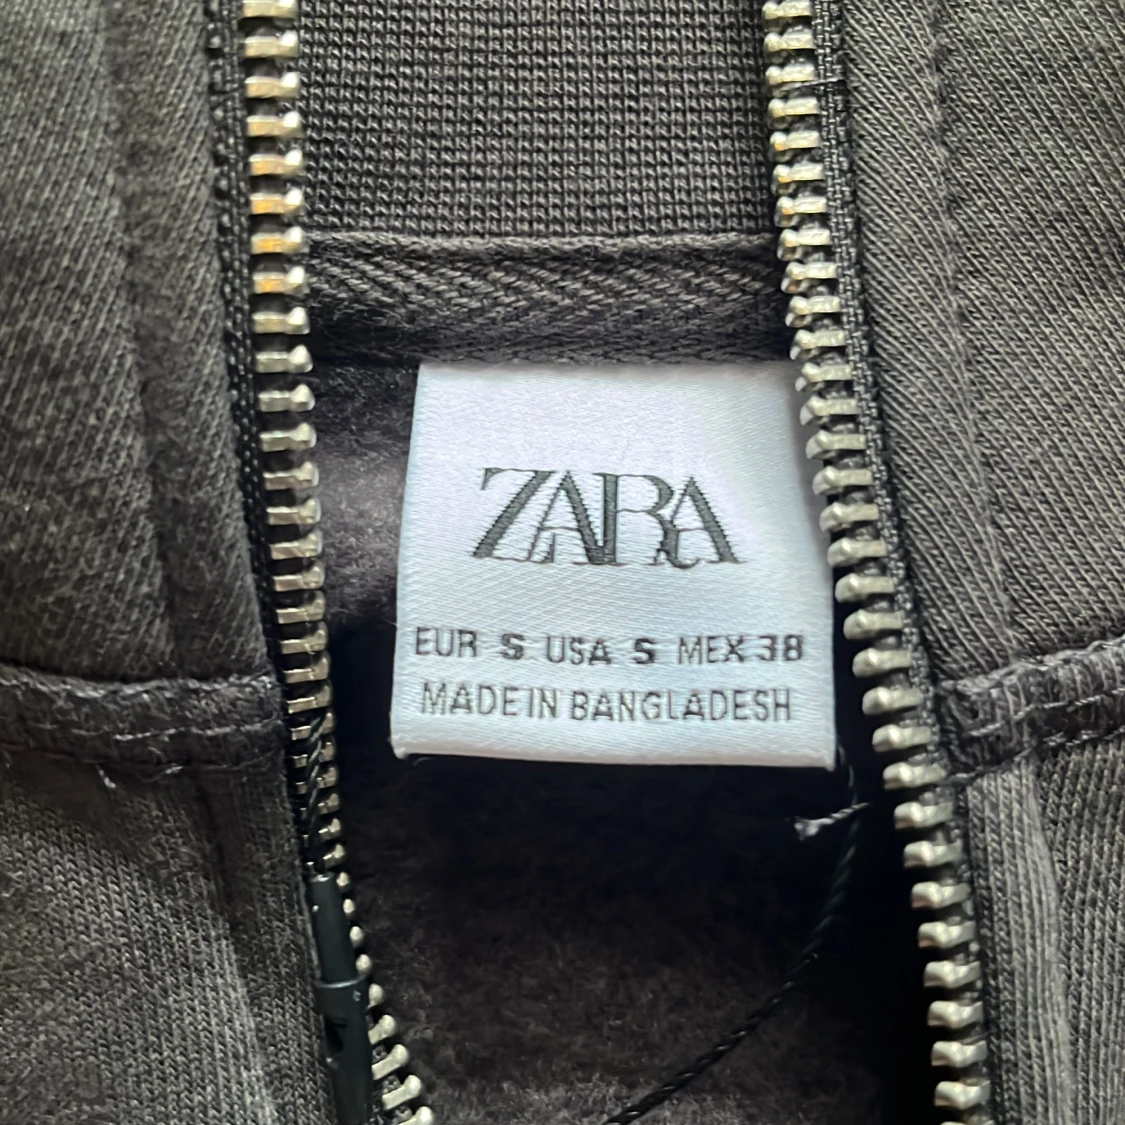 ZARA
EUR S USA S MEX 38
MADE IN BANGLADESH